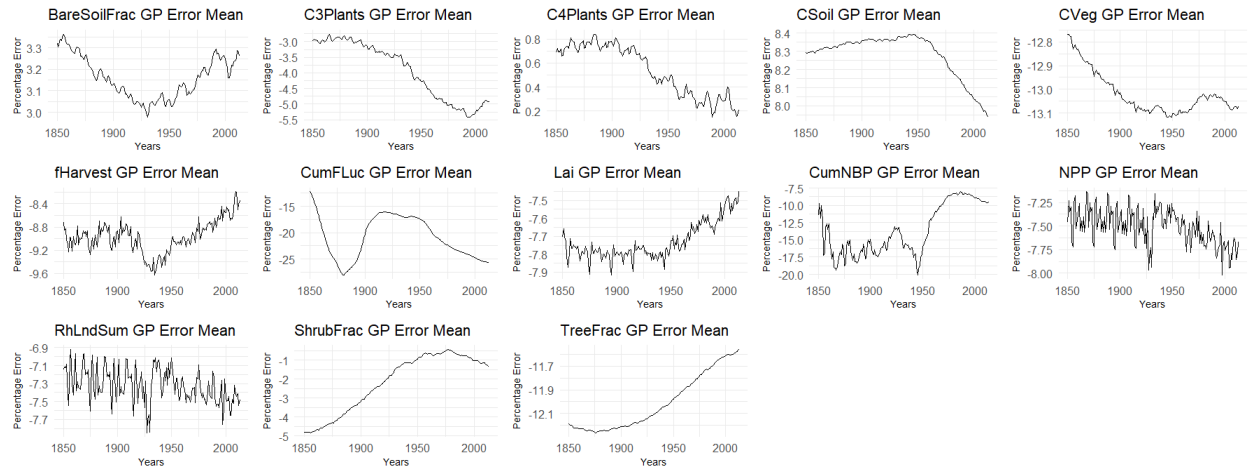 BareSoilFrac GP Error Mean
Percentage Error
3.3
3.2
3.1
3.0
1850 1900 1950 2000
Years
C3Plants GP Error Mean
Percentage Error
-3.0
-3.5
-4.0
-4.5
-5.0
-5.5
1850 1900 1950 2000
Years
C4Plants GP Error Mean
Percentage Error
0.8
0.6
0.4
0.2
1850 1900 1950 2000
Years
CSoil GP Error Mean
Percentage Error
8.4
8.3
8.2
8.1
8.0
1850 1900 1950 2000
Years
CVeg GP Error Mean
Percentage Error
-12.8
-12.9
-13.0
-13.1
1850 1900 1950 2000
Years
fHarvest GP Error Mean
Percentage Error
-8.4
-8.8
-9.2
-9.6
1850 1900 1950 2000
Years
CumFLuc GP Error Mean
Percentage Error
-15
-20
-25
1850 1900 1950 2000
Years
Lai GP Error Mean
Percentage Error
-7.5
-7.6
-7.7
-7.8
-7.9
1850 1900 1950 2000
Years
CumNBP GP Error Mean
Percentage Error
-7.5
-10.0
-12.5
-15.0
-17.5
-20.0
1850 1900 1950 2000
Years
NPP GP Error Mean
Percentage Error
-7.25
-7.50
-7.75
-8.00
1850 1900 1950 2000
Years
RhLndSum GP Error Mean
Percentage Error
-6.9
-7.1
-7.3
-7.5
-7.7
1850 1900 1950 2000
Years
ShrubFrac GP Error Mean
Percentage Error
-1
-2
-3
-4
-5
1850 1900 1950 2000
Years
TreeFrac GP Error Mean
Percentage Error
-11.7
-11.9
-12.1
1850 1900 1950 2000
Years